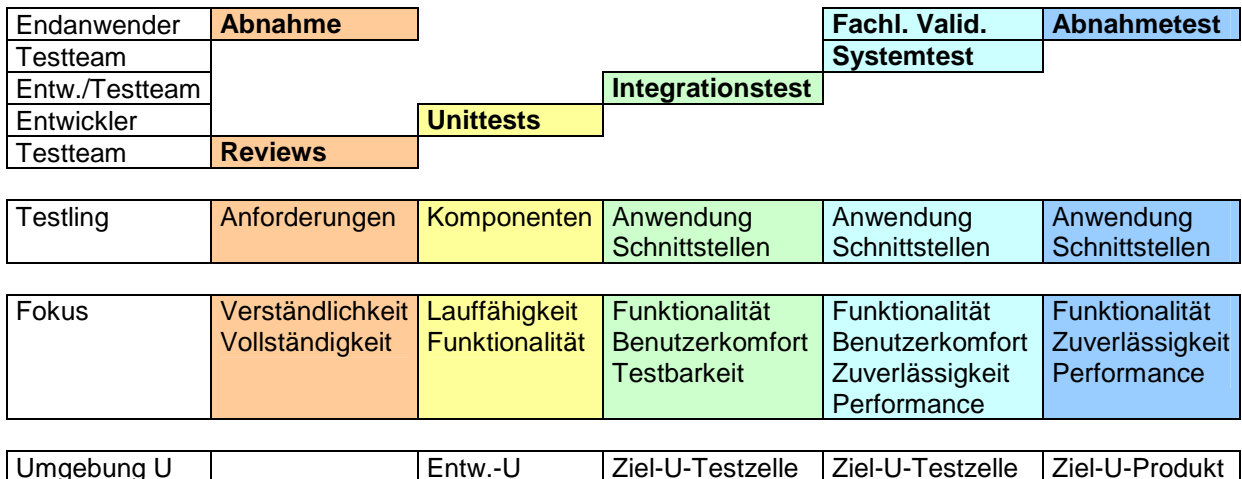 Endanwender Abnahme Fachl. Valid. Abnahmetest
Testteam Systemtest
Entw./Testteam Integrationstest
Entwickler Unittests
Testteam Reviews
Testling Anforderungen Komponenten Anwendung Anwendung Anwendung
Schnittstellen Schnittstellen Schnittstellen
Fokus Verständlichkeit Lauffähigkeit Funktionalität Funktionalität Funktionalität
Vollständigkeit Funktionalität Benutzerkomfort Benutzerkomfort Zuverlässigkeit
Testbarkeit Zuverlässigkeit Performance
Performance
Umgebung U Entw.-U Ziel-U-Testzelle Ziel-U-Testzelle Ziel-U-Produkt